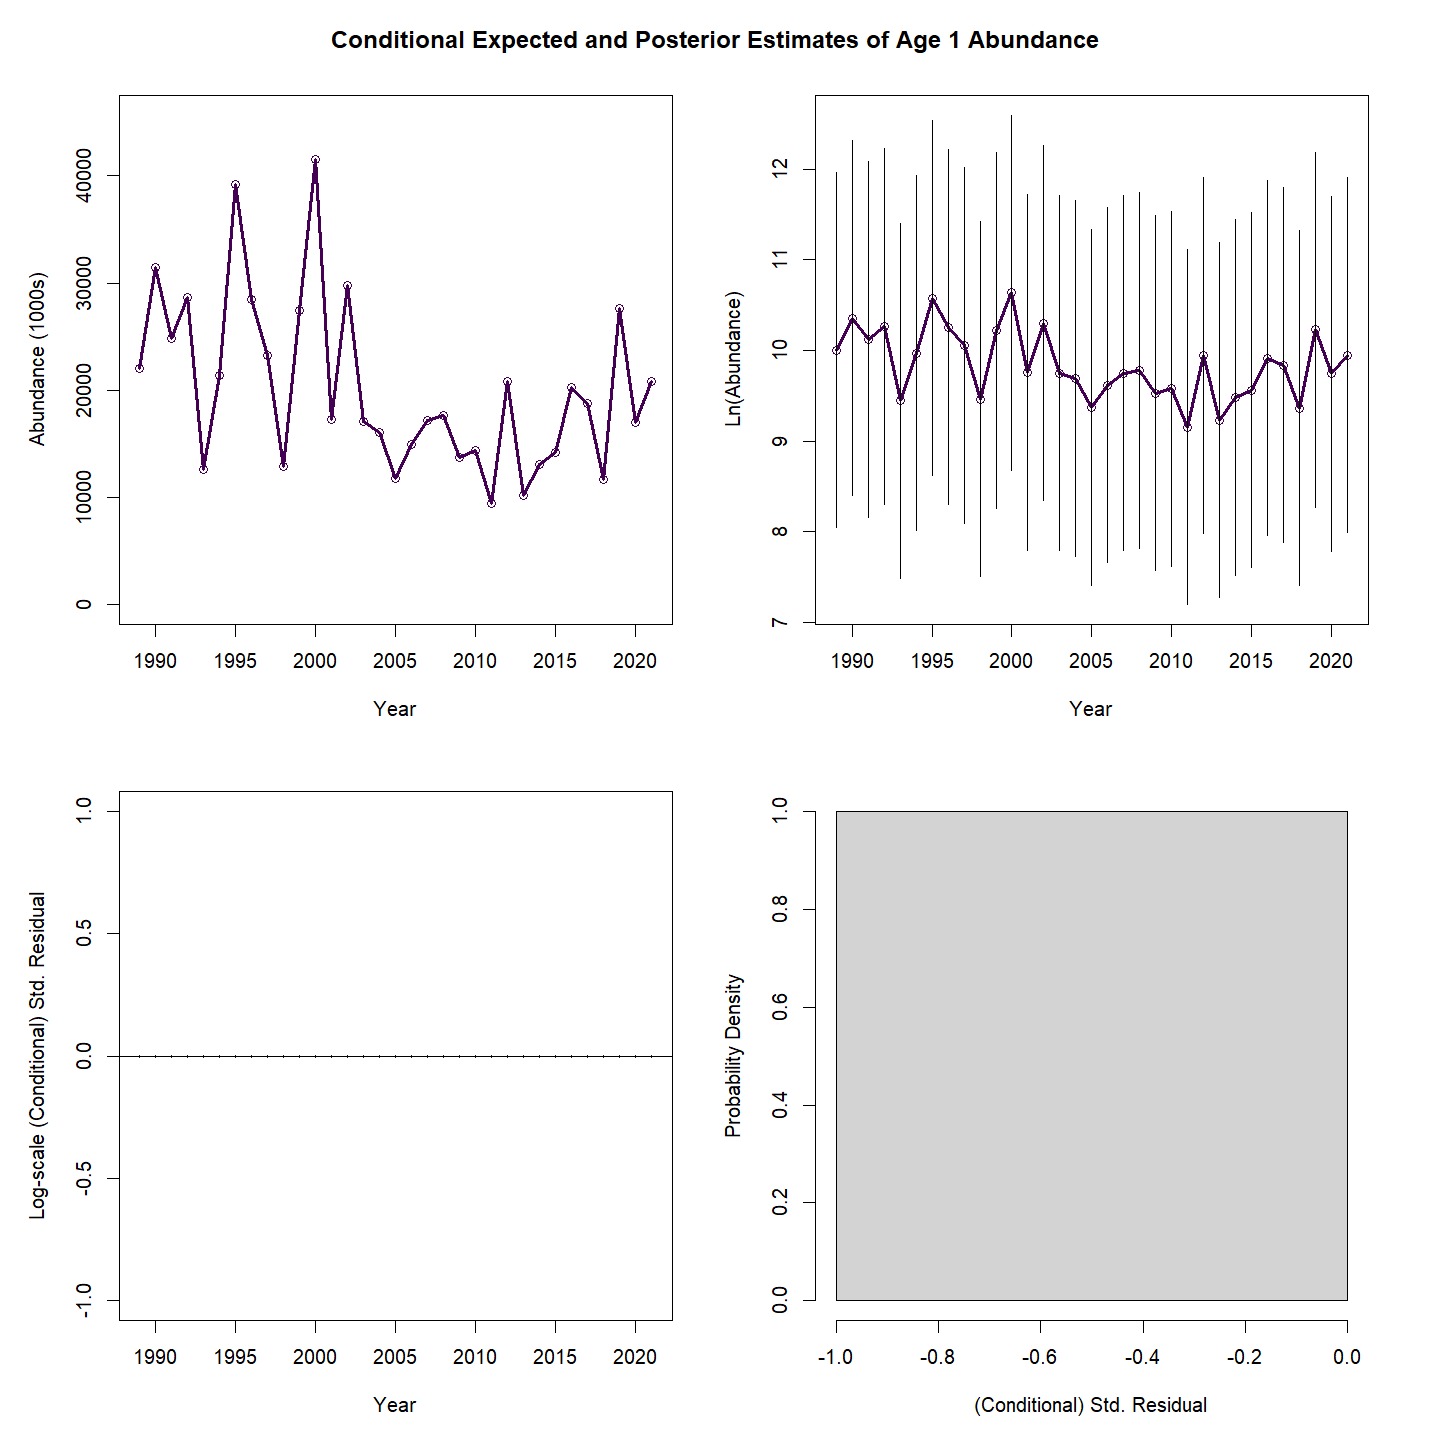 Conditional Expected and Posterior Estimates of Age 1 Abundance
Abundance (1000s)
0
10000
20000
30000
40000
1990 1995 2000 2005 2010 2015 2020
Year
Ln(Abundance)
7
8
9
10
11
12
1990 1995 2000 2005 2010 2015 2020
Year
Log-scale (Conditional) Std. Residual
-1.0
-0.5
0.0
0.5
1.0
1990 1995 2000 2005 2010 2015 2020
Year
Probability Density
0.0
0.2
0.4
0.6
0.8
1.0
-1.0 -0.8 -0.6 -0.4 -0.2 0.0
(Conditional) Std. Residual